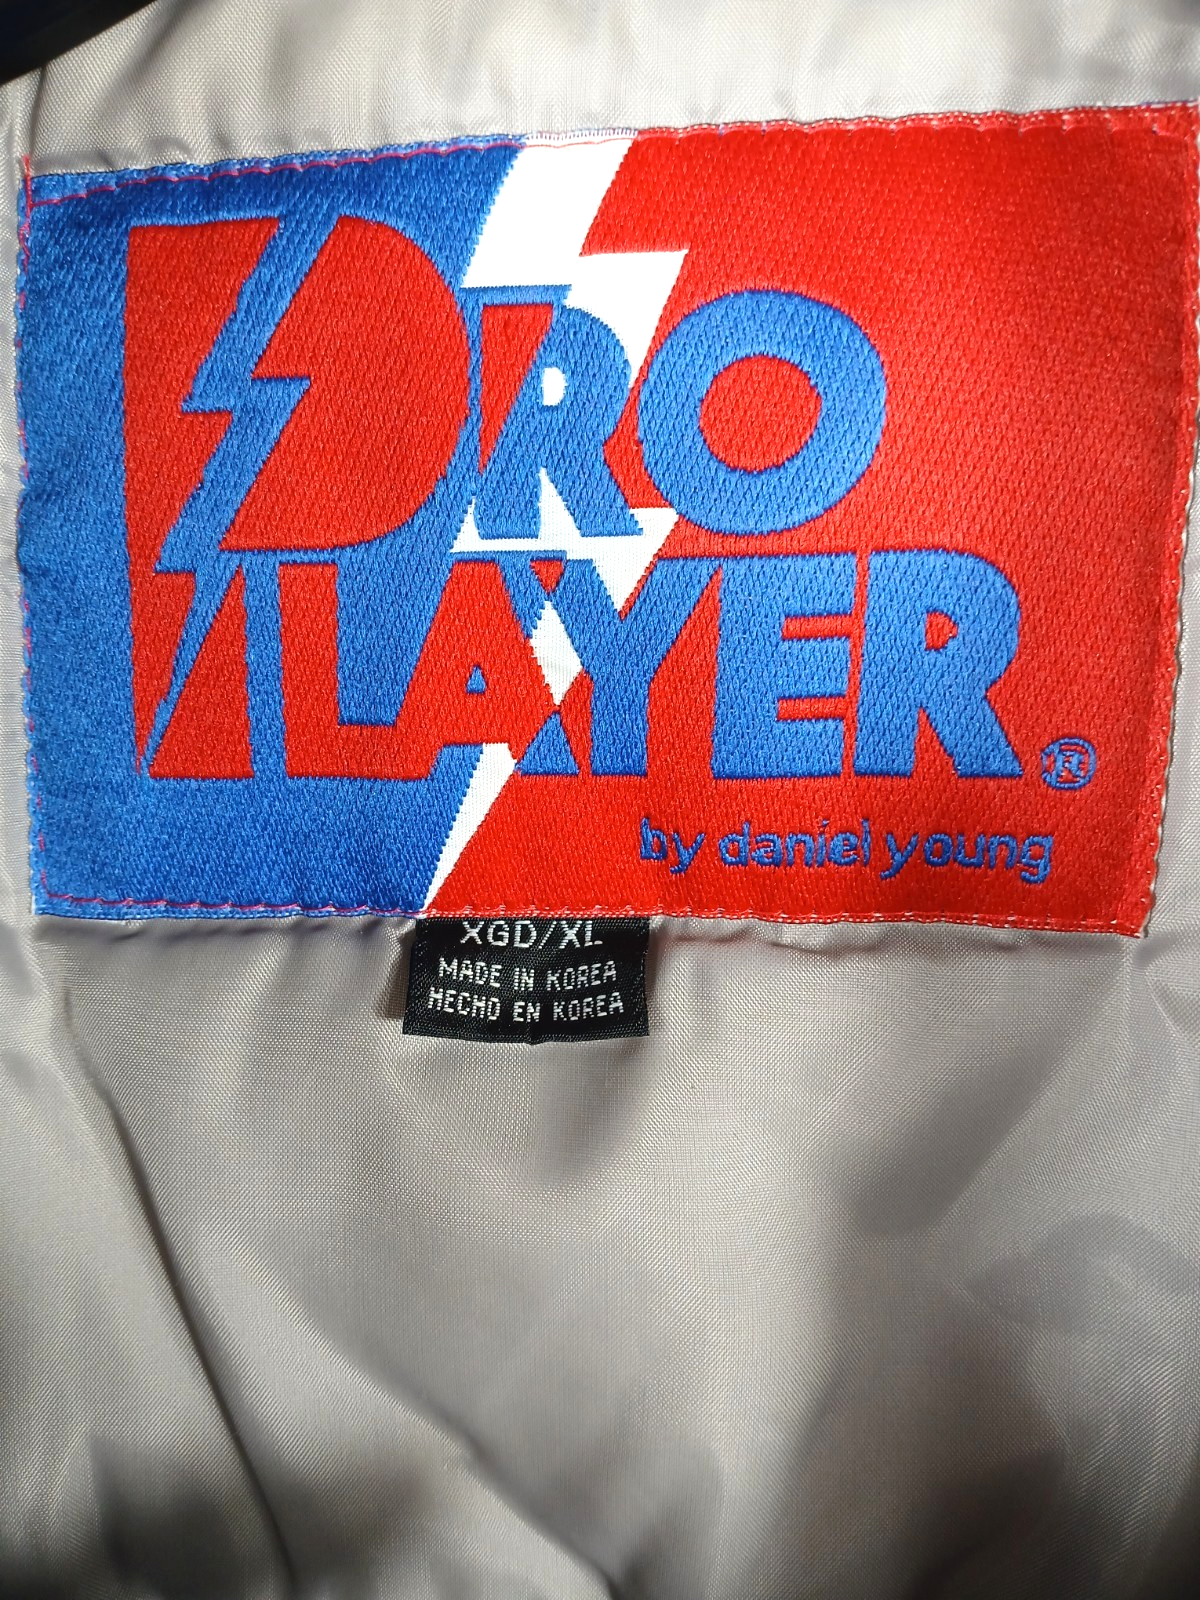 PRO
PLAYER®
by daniel young
XGD/XL
MADE IN KOREA
HECHO EN KOREA